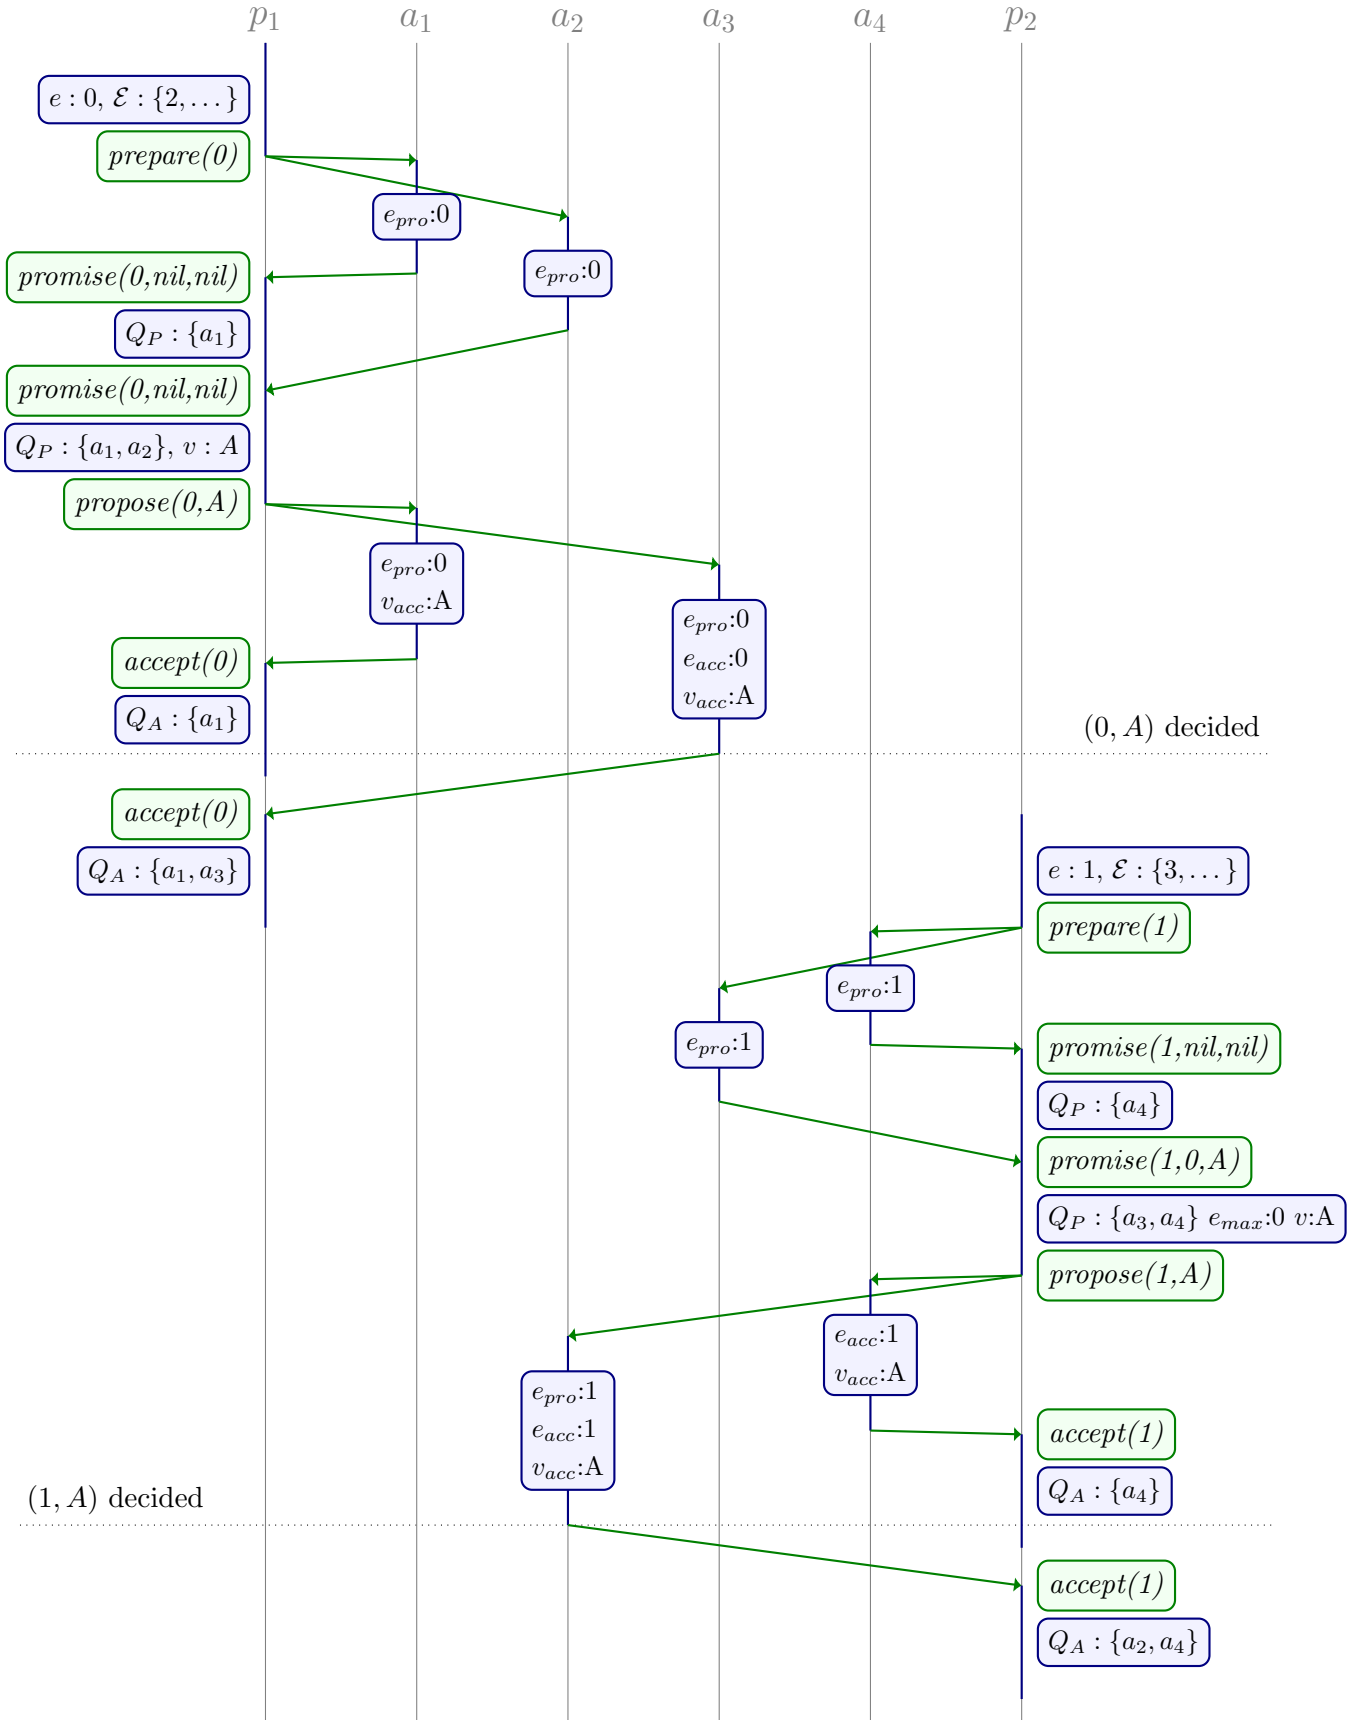 p₁ a₁ a₂ a₃ a₄ p₂
e : 0, ℰ : {2, . . . }
prepare(0)
e_pro:0
e_pro:0
promise(0,nil,nil)
Q_P : {a₁}
promise(0,nil,nil)
Q_P : {a₁, a₂}, v : A
propose(0,A)
e_pro:0
v_acc:A
e_pro:0
e_acc:0
v_acc:A
accept(0)
Q_A : {a₁}
(0, A) decided
accept(0)
Q_A : {a₁, a₃}
e : 1, ℰ : {3, . . . }
prepare(1)
e_pro:1
e_pro:1
promise(1,nil,nil)
Q_P : {a₄}
promise(1,0,A)
Q_P : {a₃, a₄} e_max:0 v:A
propose(1,A)
e_acc:1
v_acc:A
e_pro:1
e_acc:1
v_acc:A
accept(1)
Q_A : {a₄}
(1, A) decided
accept(1)
Q_A : {a₂, a₄}